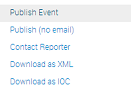 Publish Event
Publish (no email)
Contact Reporter
Download as XML
Download as IOC